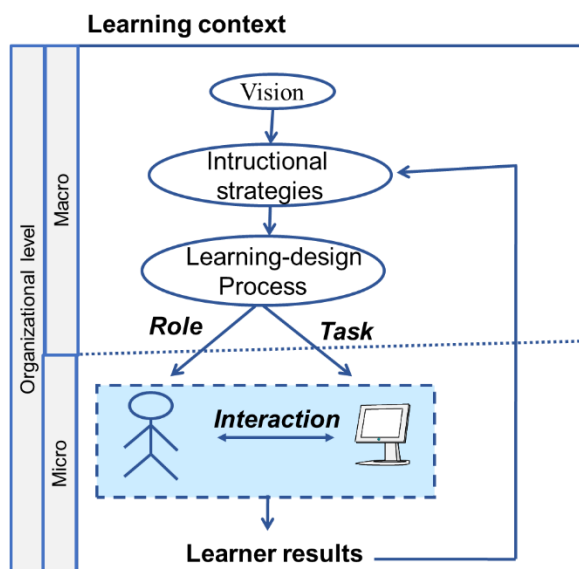 Learning context
Organizational level
Macro
Micro
Vision
Intructional
strategies
Learning-design
Process
Role
Task
Interaction
Learner results